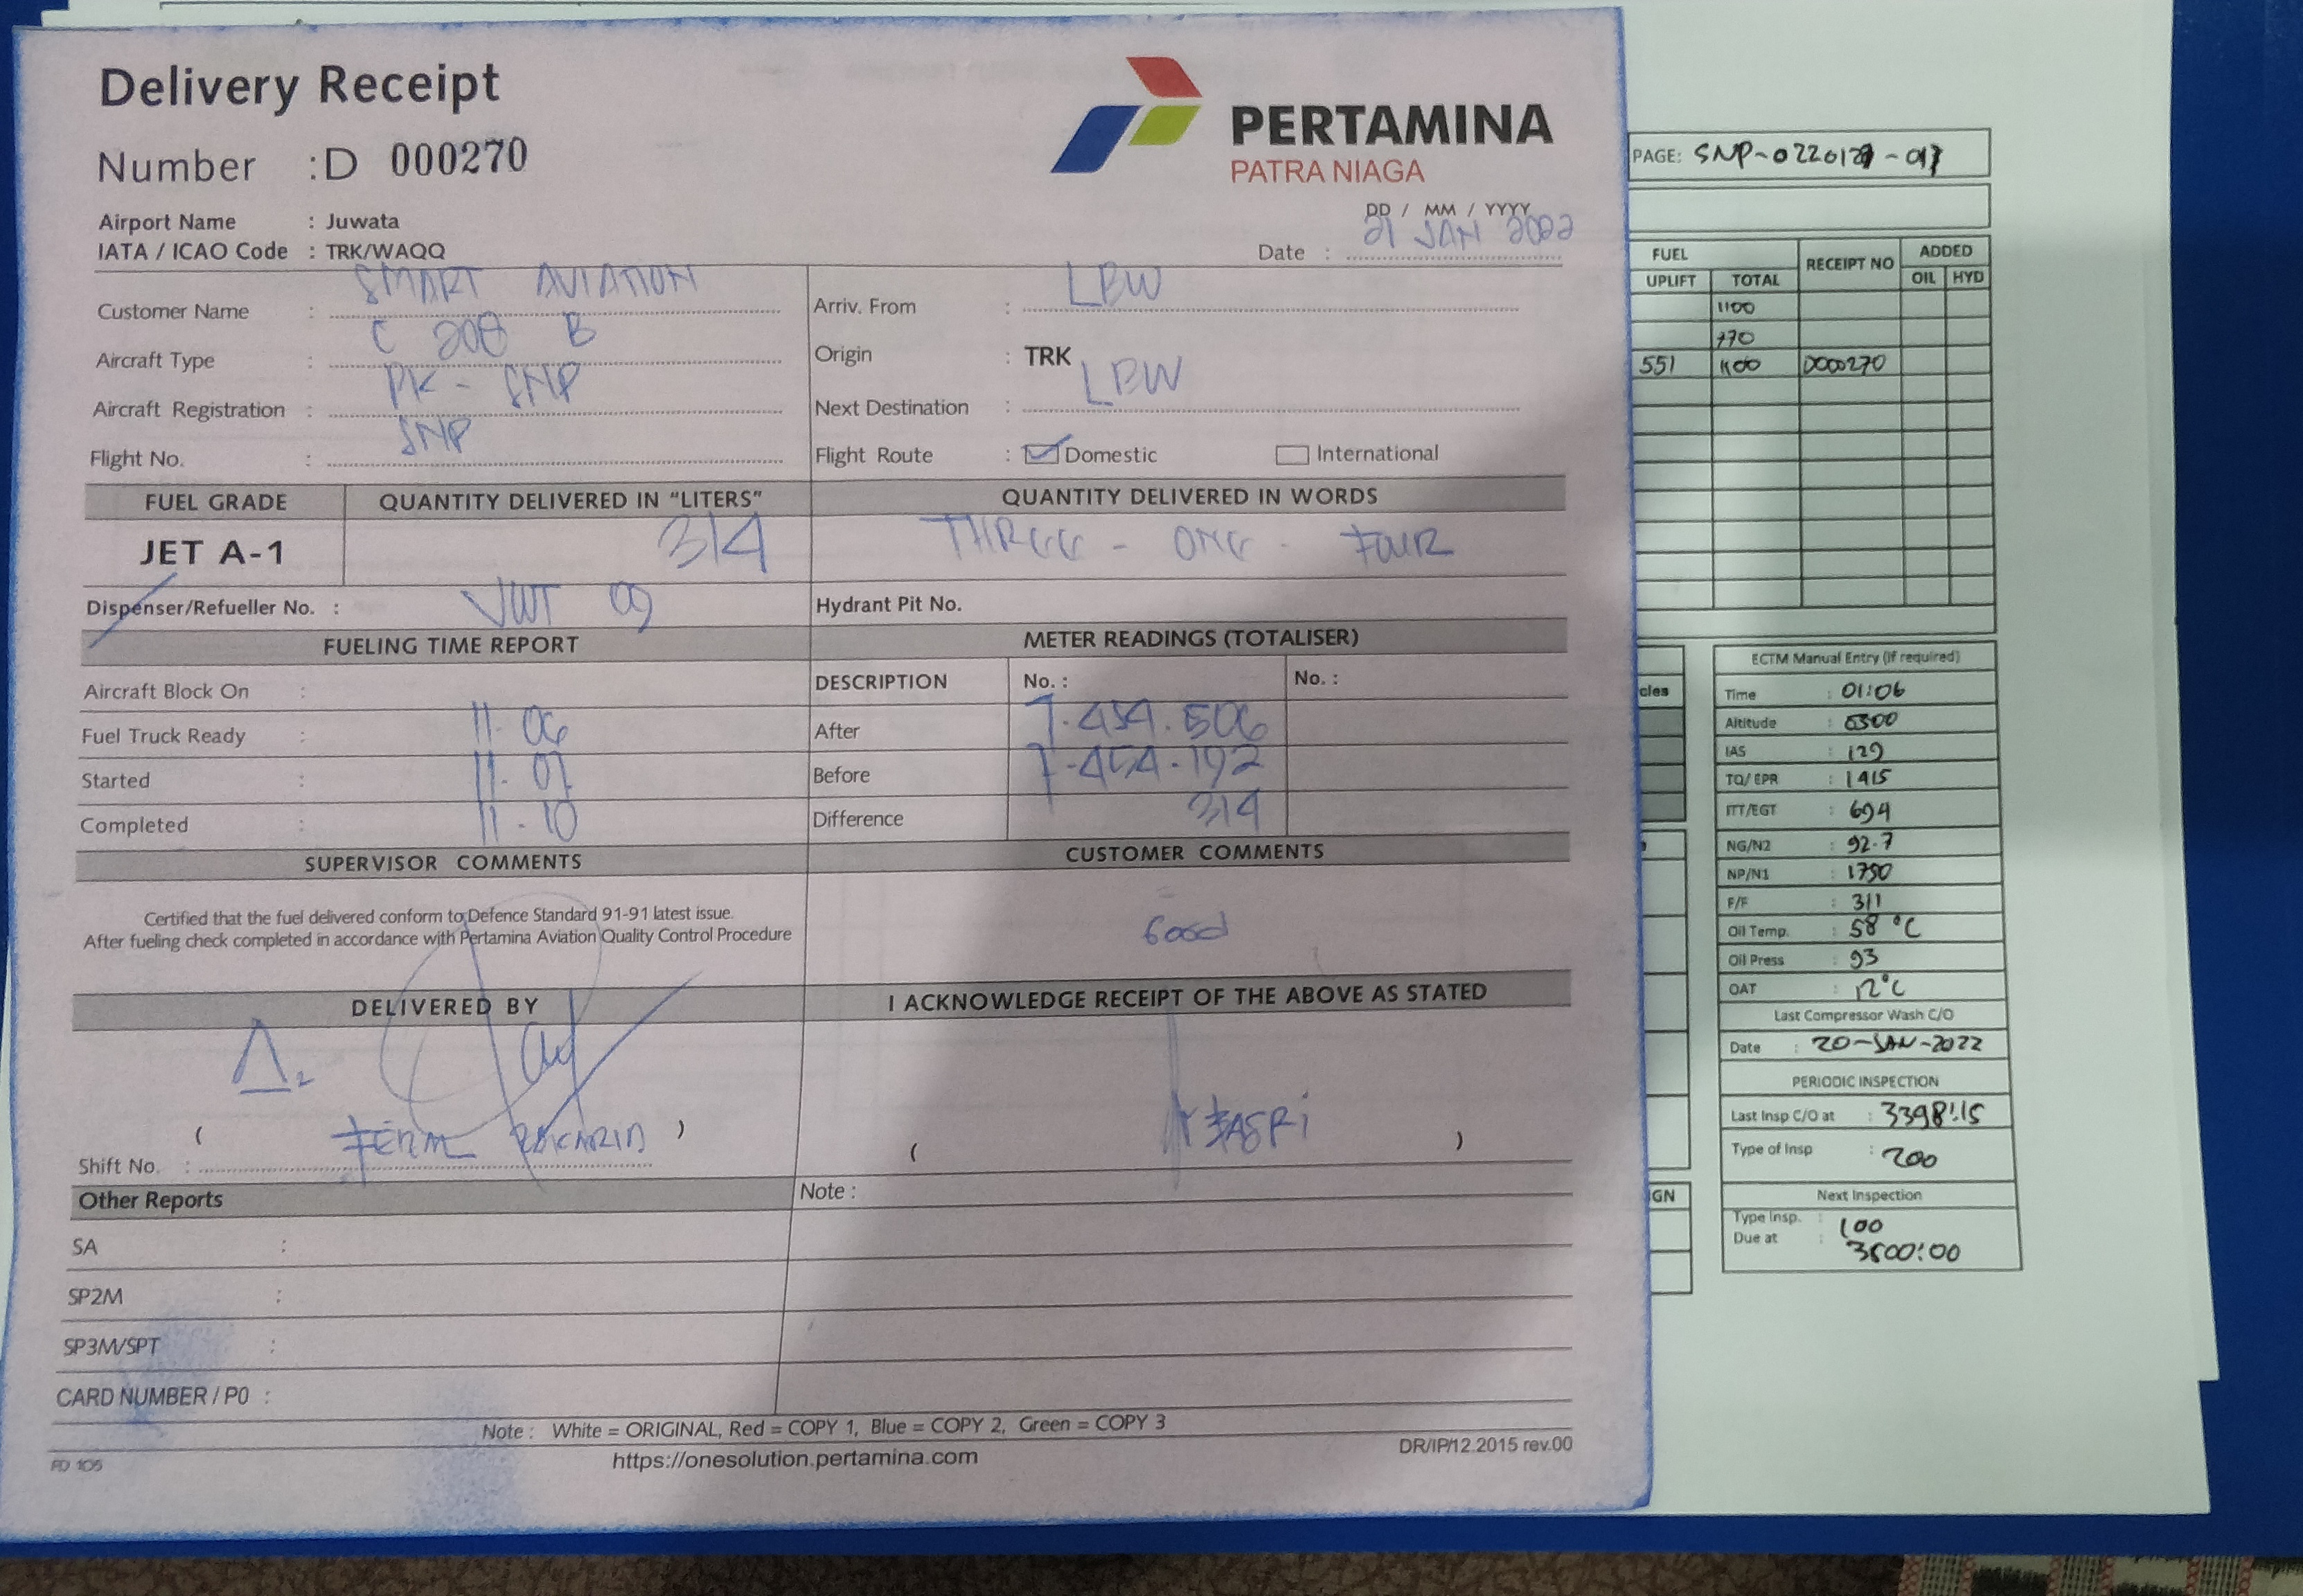 Delivery Receipt
Number :D 000270
PERTAMINA
PATRA NIAGA
Airport Name : Juwata
IATA / ICAO Code : TRK/WAQQ
DD / MM / YYYY
Date : 21 JAN 2022
Customer Name : SMART AVIATION
Aircraft Type : C 208 B
Aircraft Registration : PK - SNP
Flight No. : SNP
Arriv. From : LBW
Origin : TRK
Next Destination : LBW
Flight Route : Domestic International
FUEL GRADE QUANTITY DELIVERED IN “LITERS” QUANTITY DELIVERED IN WORDS
JET A-1 314 THREE - ONE - FOUR
Dispenser/Refueller No. : JWT 09 Hydrant Pit No.
FUELING TIME REPORT METER READINGS (TOTALISER)
Aircraft Block On :
Fuel Truck Ready : 11.06
Started : 11.07
Completed : 11.10
DESCRIPTION No. : No. :
After 7.454.506
Before 7.454.192
Difference 314
SUPERVISOR COMMENTS CUSTOMER COMMENTS
Certified that the fuel delivered conform to Defence Standard 91-91 latest issue.
After fueling check completed in accordance with Pertamina Aviation Quality Control Procedure
Good
DELIVERED BY I ACKNOWLEDGE RECEIPT OF THE ABOVE AS STATED
( )
( )
Shift No. :
Other Reports Note :
SA :
SP2M :
SP3M/SPT :
CARD NUMBER / P0 :
Note : White = ORIGINAL, Red = COPY 1, Blue = COPY 2, Green = COPY 3
https://onesolution.pertamina.com
DR/IP/12.2015 rev.00
FD 105
PAGE:
FUEL RECEIPT NO ADDED
UPLIFT TOTAL OIL HYD
1100
770
551 1100 D000270
cles
GN
ECTM Manual Entry (if required)
Time : 01:06
Altitude :
IAS : 129
TQ/ EPR : 1415
ITT/EGT : 694
NG/N2 : 92.7
NP/N1 : 1750
F/F : 311
Oil Temp. : 58 °C
Oil Press : 93
OAT : 12°C
Last Compressor Wash C/O
Date : 20-JAN-2022
PERIODIC INSPECTION
Last Insp C/O at : 3398:15
Type of Insp : 200
Next Inspection
Type Insp. : 100
Due at : 3500:00